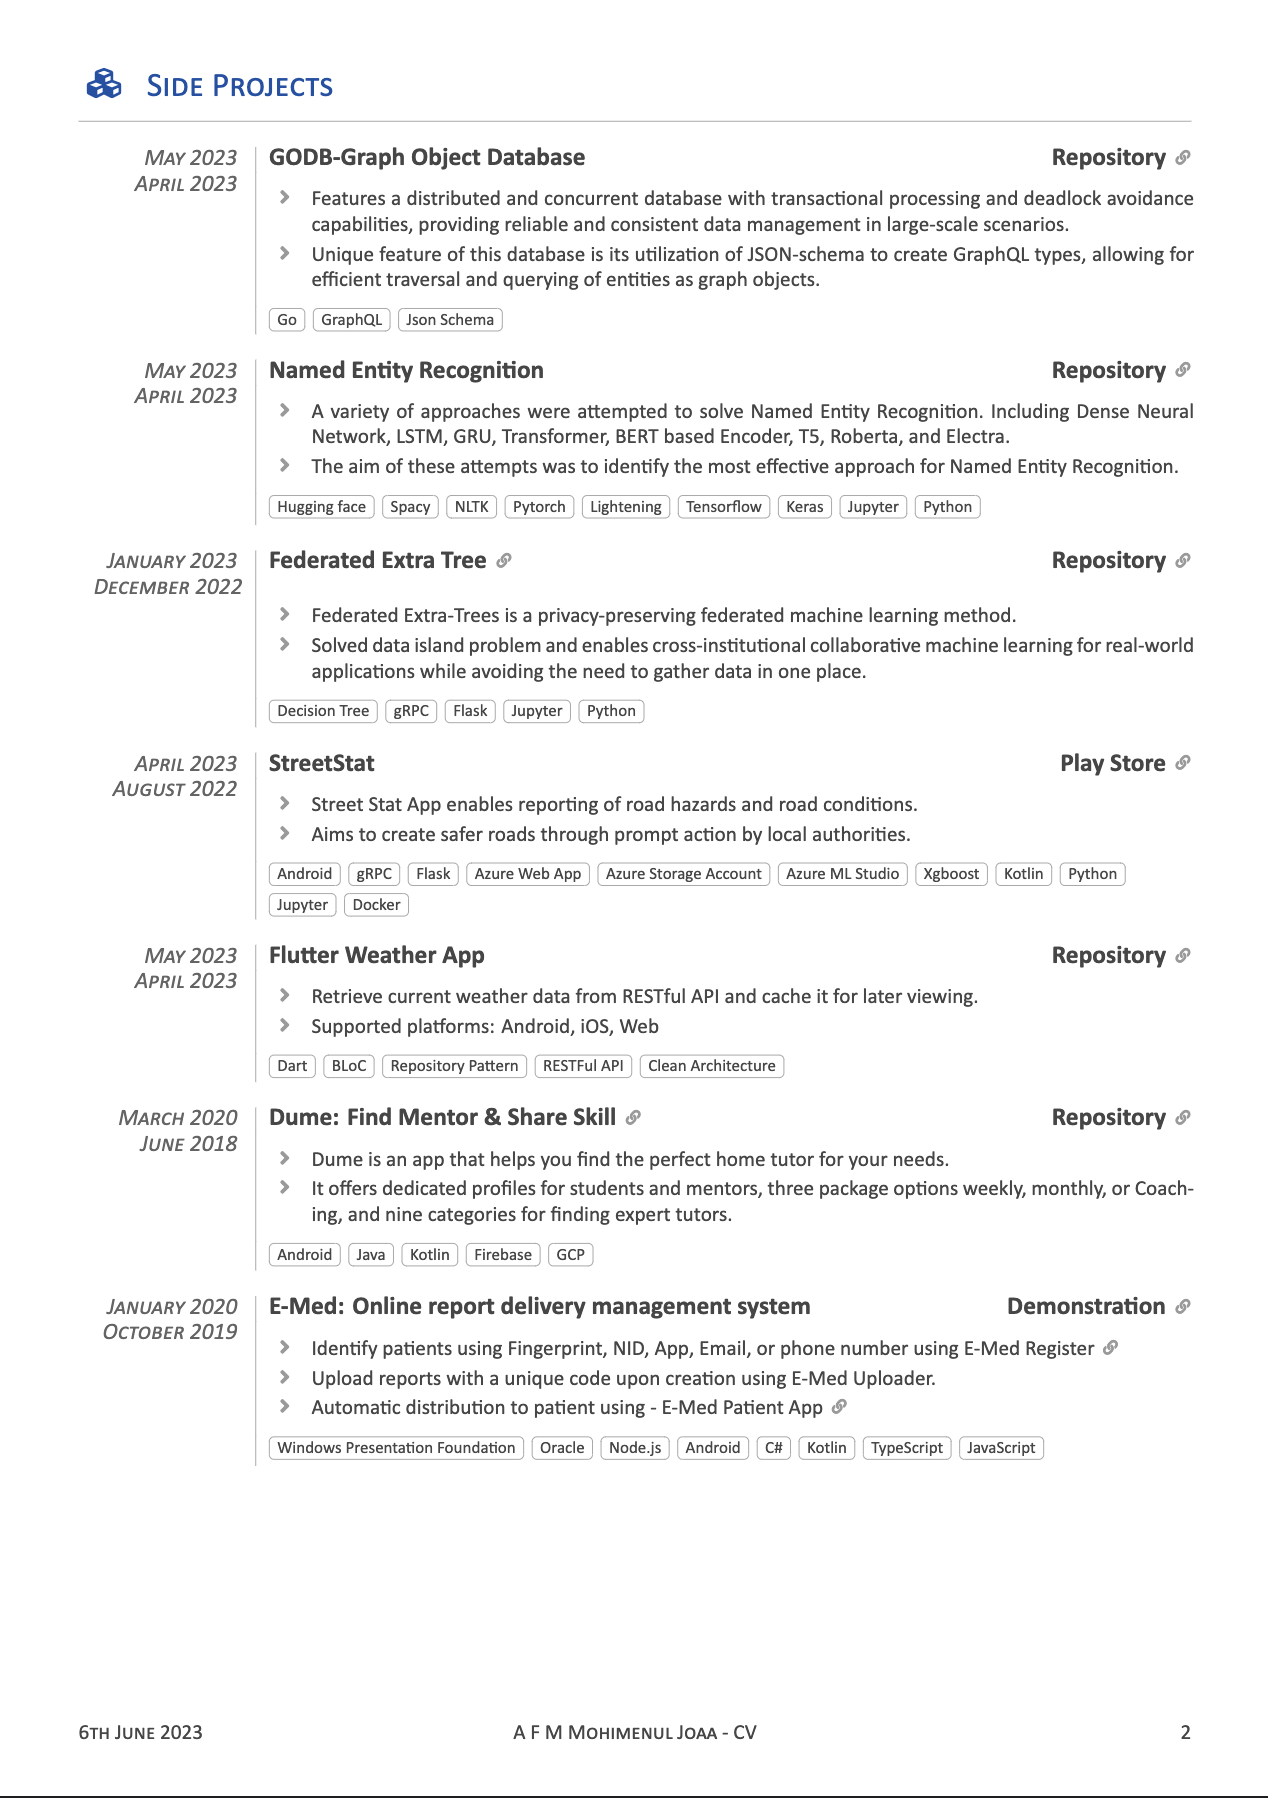 SIDE PROJECTS
MAY 2023
APRIL 2023
GODB-Graph Object Database
Repository
Features a distributed and concurrent database with transactional processing and deadlock avoidance
capabilities, providing reliable and consistent data management in large-scale scenarios.
Unique feature of this database is its utilization of JSON-schema to create GraphQL types, allowing for
efficient traversal and querying of entities as graph objects.
Go GraphQL Json Schema
MAY 2023
APRIL 2023
Named Entity Recognition
Repository
A variety of approaches were attempted to solve Named Entity Recognition. Including Dense Neural
Network, LSTM, GRU, Transformer, BERT based Encoder, T5, Roberta, and Electra.
The aim of these attempts was to identify the most effective approach for Named Entity Recognition.
Hugging face Spacy NLTK Pytorch Lightening Tensorflow Keras Jupyter Python
JANUARY 2023
DECEMBER 2022
Federated Extra Tree
Repository
Federated Extra-Trees is a privacy-preserving federated machine learning method.
Solved data island problem and enables cross-institutional collaborative machine learning for real-world
applications while avoiding the need to gather data in one place.
Decision Tree gRPC Flask Jupyter Python
APRIL 2023
AUGUST 2022
StreetStat
Play Store
Street Stat App enables reporting of road hazards and road conditions.
Aims to create safer roads through prompt action by local authorities.
Android gRPC Flask Azure Web App Azure Storage Account Azure ML Studio Xgboost Kotlin Python
Jupyter Docker
MAY 2023
APRIL 2023
Flutter Weather App
Repository
Retrieve current weather data from RESTful API and cache it for later viewing.
Supported platforms: Android, iOS, Web
Dart BLoC Repository Pattern RESTFul API Clean Architecture
MARCH 2020
JUNE 2018
Dume: Find Mentor & Share Skill
Repository
Dume is an app that helps you find the perfect home tutor for your needs.
It offers dedicated profiles for students and mentors, three package options weekly, monthly, or Coach-
ing, and nine categories for finding expert tutors.
Android Java Kotlin Firebase GCP
JANUARY 2020
OCTOBER 2019
E-Med: Online report delivery management system
Demonstration
Identify patients using Fingerprint, NID, App, Email, or phone number using E-Med Register
Upload reports with a unique code upon creation using E-Med Uploader.
Automatic distribution to patient using - E-Med Patient App
Windows Presentation Foundation Oracle Node.js Android C# Kotlin TypeScript JavaScript
6TH JUNE 2023
A F M MOHIMENUL JOAA - CV
2